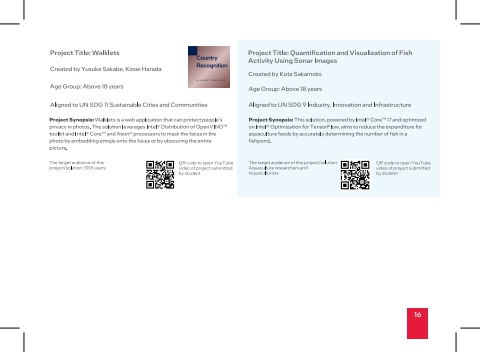 Project Title: Walklets
Created by Yusuke Sakabe, Kosei Harada
Age Group: Above 18 years
Aligned to UN SDG 11 Sustainable Cities and Communities
Project Synopsis: Walklets is a web application that can protect people's
privacy in photos. The solution leverages Intel® Distribution of OpenVINO™
toolkit and Intel® Core™ and Xeon® processors to mask the faces in the
photo by embedding emojis onto the faces or by obscuring the entire
picture.
The target audience of this
project/solution: SNS users
QR code to open YouTube
video of project submitted
by student
Country
Recognition
Project Title: Quantification and Visualization of Fish
Activity Using Sonar Images
Created by Kota Sakamoto
Age Group: Above 18 years
Aligned to UN SDG 9 Industry, Innovation and Infrastructure
Project Synopsis: This solution, powered by Intel® Core™ i7 and optimized
on Intel® Optimization for Tensorflow, aims to reduce the expenditure for
aquaculture feeds by accurately determining the number of fish in a
fishpond.
The target audience of this project/solution:
Aquaculture researchers and
Aquaculturists
QR code to open YouTube
video of project submitted
by student
16